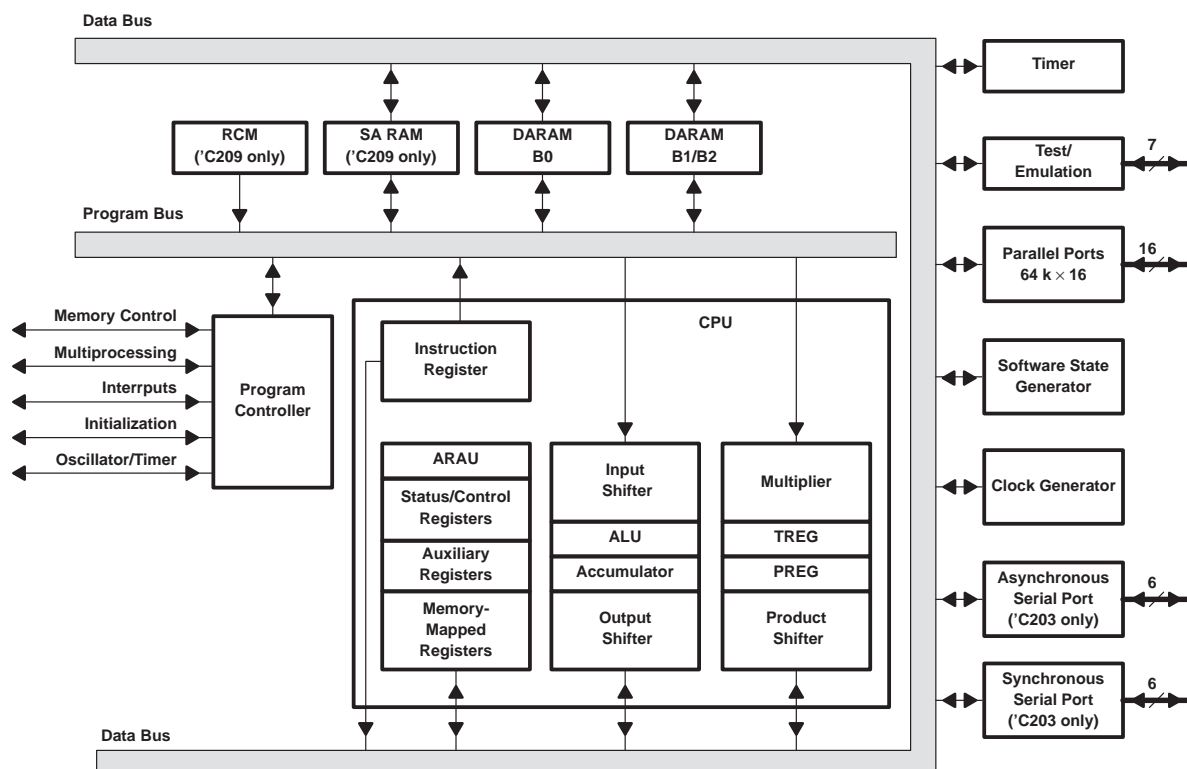 Data Bus
RCM
('C209 only)
SA RAM
('C209 only)
DARAM
B0
DARAM
B1/B2
Program Bus
Memory Control
Multiprocessing
Interrputs
Initialization
Oscillator/Timer
Program
Controller
CPU
Instruction
Register
ARAU
Status/Control
Registers
Auxiliary
Registers
Memory-
Mapped
Registers
Input
Shifter
ALU
Accumulator
Output
Shifter
Multiplier
TREG
PREG
Product
Shifter
Data Bus
Timer
Test/
Emulation
7
Parallel Ports
64 k × 16
16
Software State
Generator
Clock Generator
Asynchronous
Serial Port
('C203 only)
6
Synchronous
Serial Port
('C203 only)
6